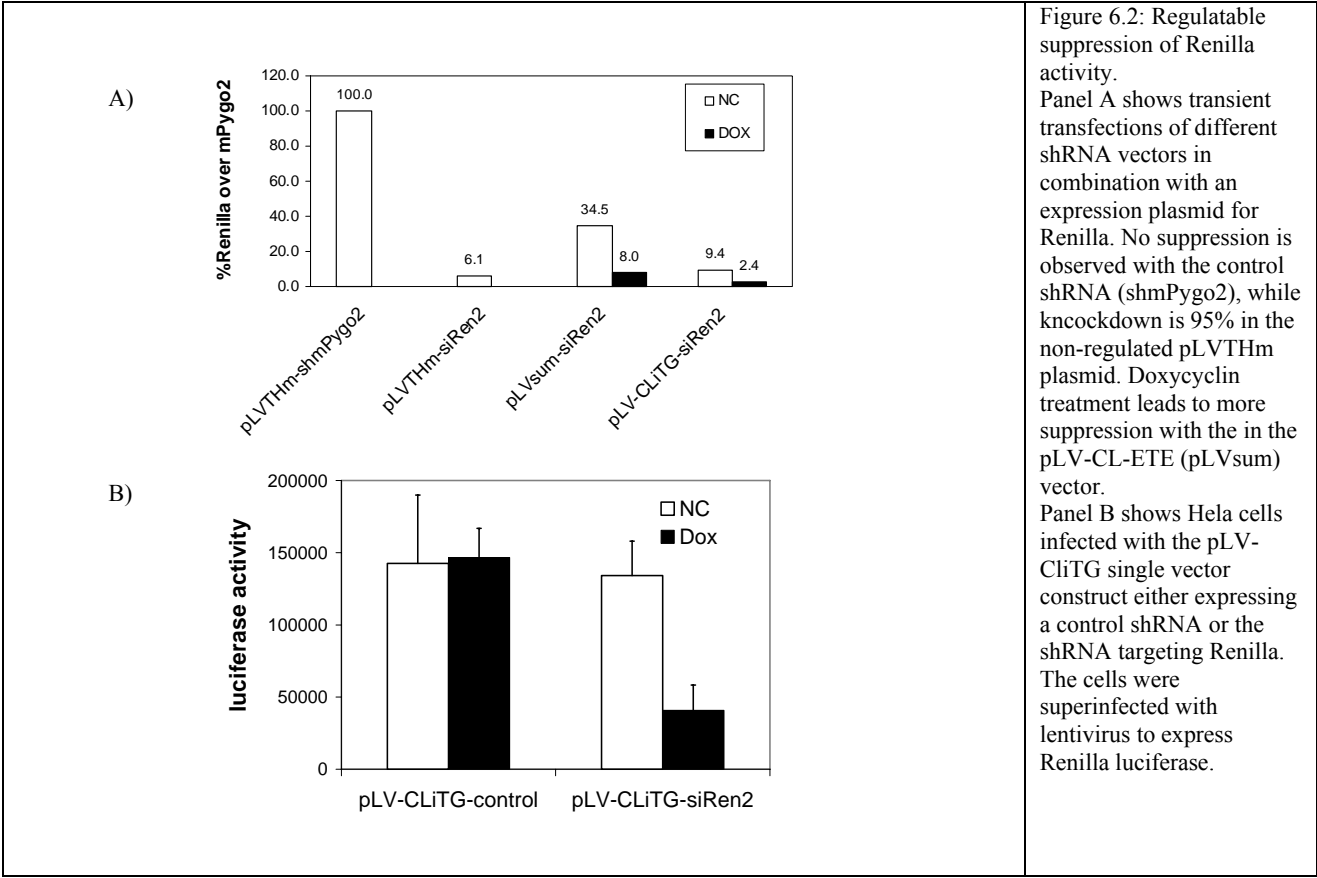 A)
%Renilla over mPygo2
120.0
100.0
80.0
60.0
40.0
20.0
0.0
100.0
6.1
34.5
8.0
9.4
2.4
NC
DOX
pLVTHm-shmPygo2
pLVTHm-siRen2
pLVsum-siRen2
pLV-CLiTG-siRen2
B)
luciferase activity
200000
150000
100000
50000
0
NC
Dox
pLV-CLiTG-control
pLV-CLiTG-siRen2
Figure 6.2: Regulatable
suppression of Renilla
activity.
Panel A shows transient
transfections of different
shRNA vectors in
combination with an
expression plasmid for
Renilla. No suppression is
observed with the control
shRNA (shmPygo2), while
kncockdown is 95% in the
non-regulated pLVTHm
plasmid. Doxycyclin
treatment leads to more
suppression with the in the
pLV-CL-ETE (pLVsum)
vector.
Panel B shows Hela cells
infected with the pLV-
CliTG single vector
construct either expressing
a control shRNA or the
shRNA targeting Renilla.
The cells were
superinfected with
lentivirus to express
Renilla luciferase.